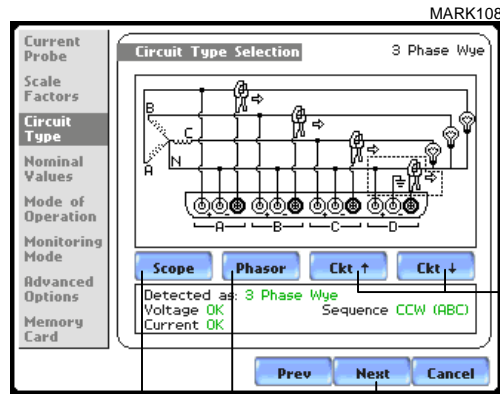 MARK108
Current
Probe
Scale
Factors
Circuit
Type
Nominal
Values
Mode of
Operation
Monitoring
Mode
Advanced
Options
Memory
Card
Circuit Type Selection
3 Phase Wye
B
C
A
N
A B C D
Scope Phasor Ckt ↑ Ckt ↓
Detected as: 3 Phase Wye
Voltage OK Sequence CCW (ABC)
Current OK
Prev Next Cancel